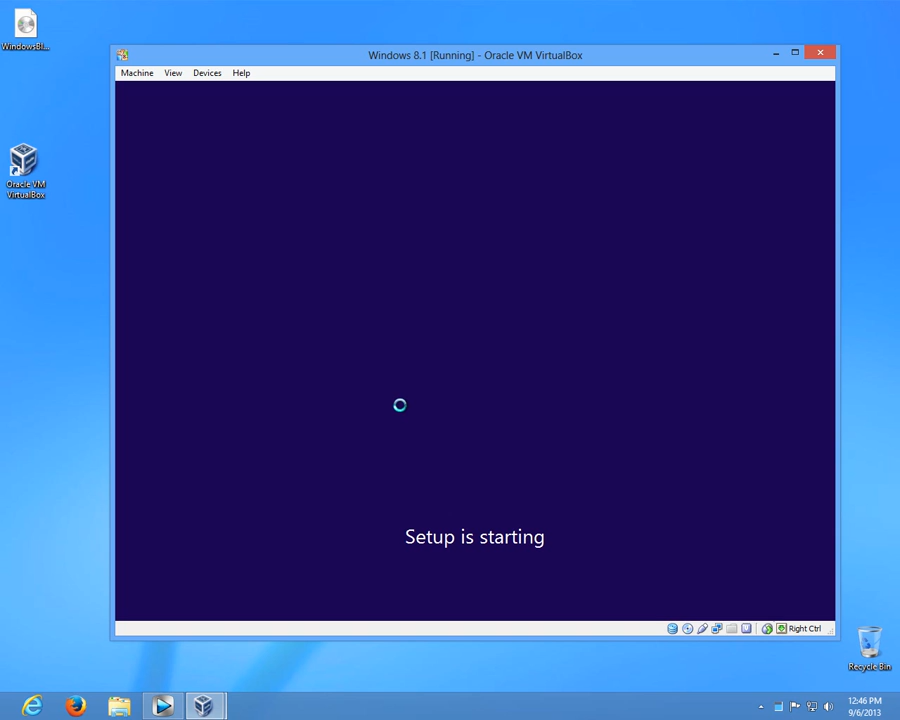 WindowsBl...
Windows 8.1 [Running] - Oracle VM VirtualBox
Machine View Devices Help
Oracle VM
VirtualBox
Setup is starting
Right Ctrl
Recycle Bin
12:46 PM
9/6/2013